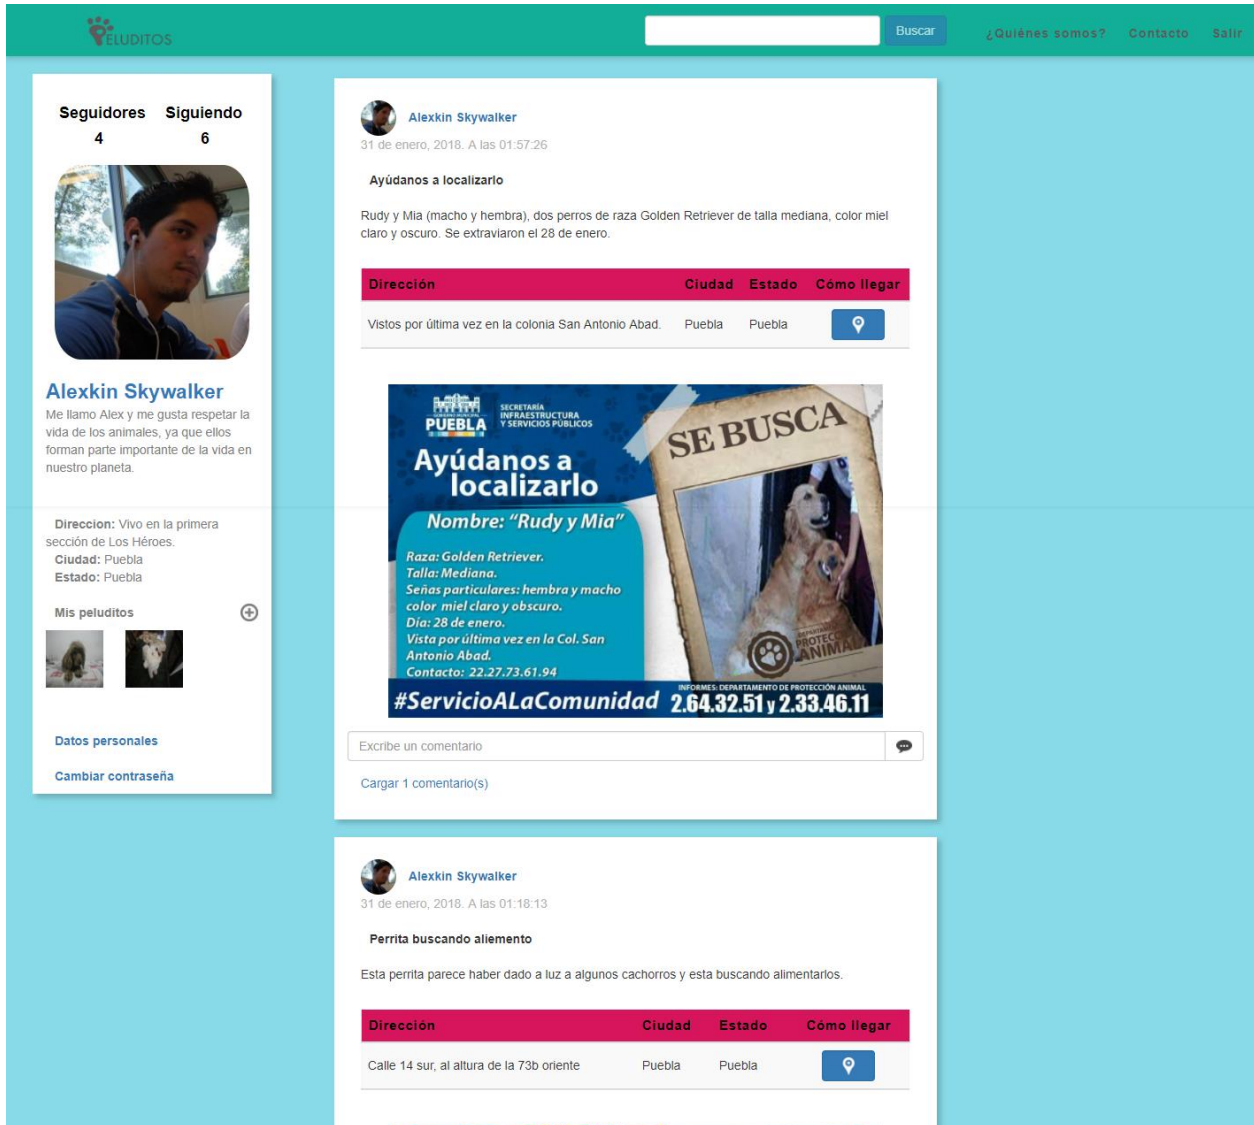 PELUDITOS
Buscar
¿Quiénes somos? Contacto Salir
Seguidores Siguiendo
4 6
Alexkin Skywalker
Me llamo Alex y me gusta respetar la
vida de los animales, ya que ellos
forman parte importante de la vida en
nuestro planeta.
Direccion: Vivo en la primera
sección de Los Héroes.
Ciudad: Puebla
Estado: Puebla
Mis peluditos
Datos personales
Cambiar contraseña
Alexkin Skywalker
31 de enero, 2018. A las 01:57:26
Ayúdanos a localizarlo
Rudy y Mia (macho y hembra), dos perros de raza Golden Retriever de talla mediana, color miel
claro y oscuro. Se extraviaron el 28 de enero.
Dirección Ciudad Estado Cómo llegar
Vistos por última vez en la colonia San Antonio Abad. Puebla Puebla
PUEBLA
SECRETARÍA
INFRAESTRUCTURA
Y SERVICIOS PÚBLICOS
Ayúdanos a
localizarlo
Nombre: "Rudy y Mia"
Raza: Golden Retriever.
Talla: Mediana.
Señas particulares: hembra y macho
color miel claro y obscuro.
Día: 28 de enero.
Vista por última vez en la Col. San
Antonio Abad.
Contacto: 22.27.73.61.94
SE BUSCA
DEPARTAMENTO
PROTECCIÓN
ANIMAL
#ServicioALaComunidad
INFORMES: DEPARTAMENTO DE PROTECCIÓN ANIMAL
2.64.32.51 y 2.33.46.11
Excribe un comentario
Cargar 1 comentario(s)
Alexkin Skywalker
31 de enero, 2018. A las 01:18:13
Perrita buscando aliemento
Esta perrita parece haber dado a luz a algunos cachorros y esta buscando alimentarlos.
Dirección Ciudad Estado Cómo llegar
Calle 14 sur, al altura de la 73b oriente Puebla Puebla